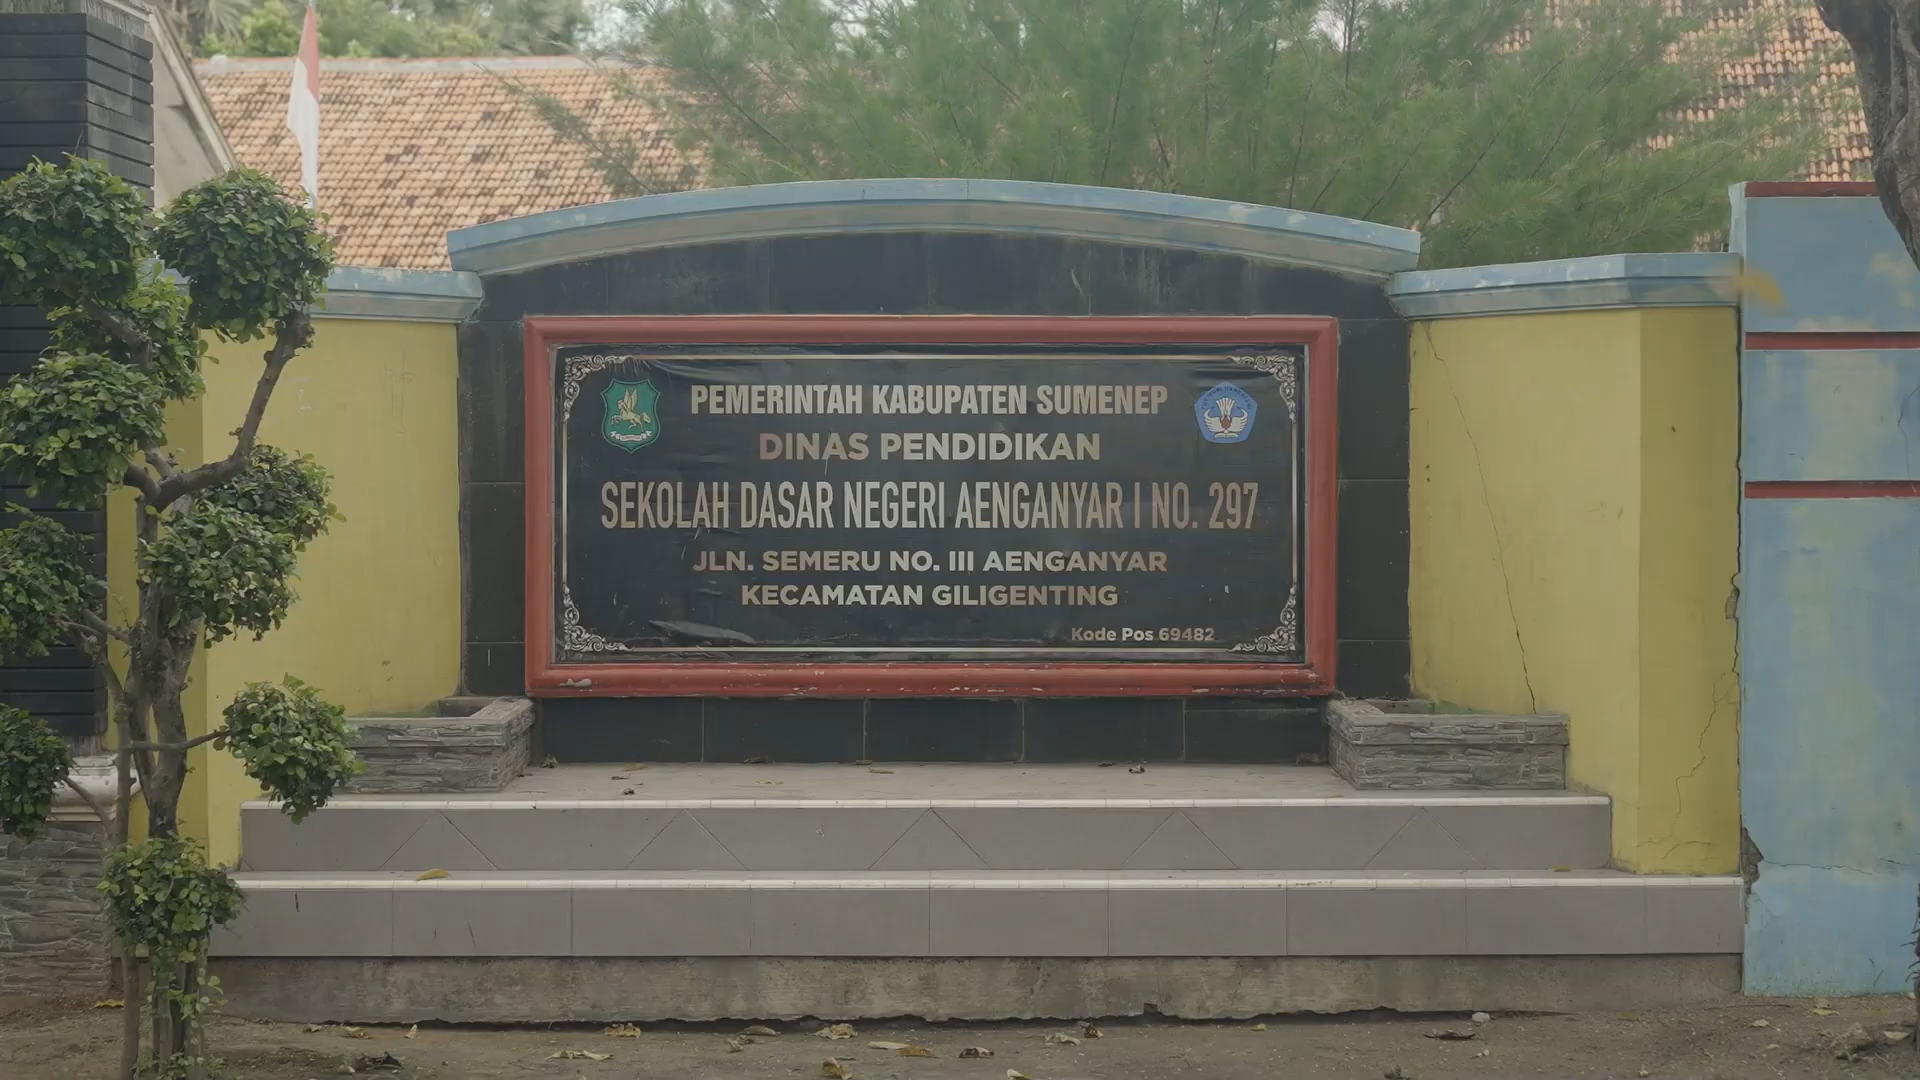 PEMERINTAH KABUPATEN SUMENEP
DINAS PENDIDIKAN
SEKOLAH DASAR NEGERI AENGANYAR I NO. 297
JLN. SEMERU NO. III AENGANYAR
KECAMATAN GILIGENTING
Kode Pos 69482